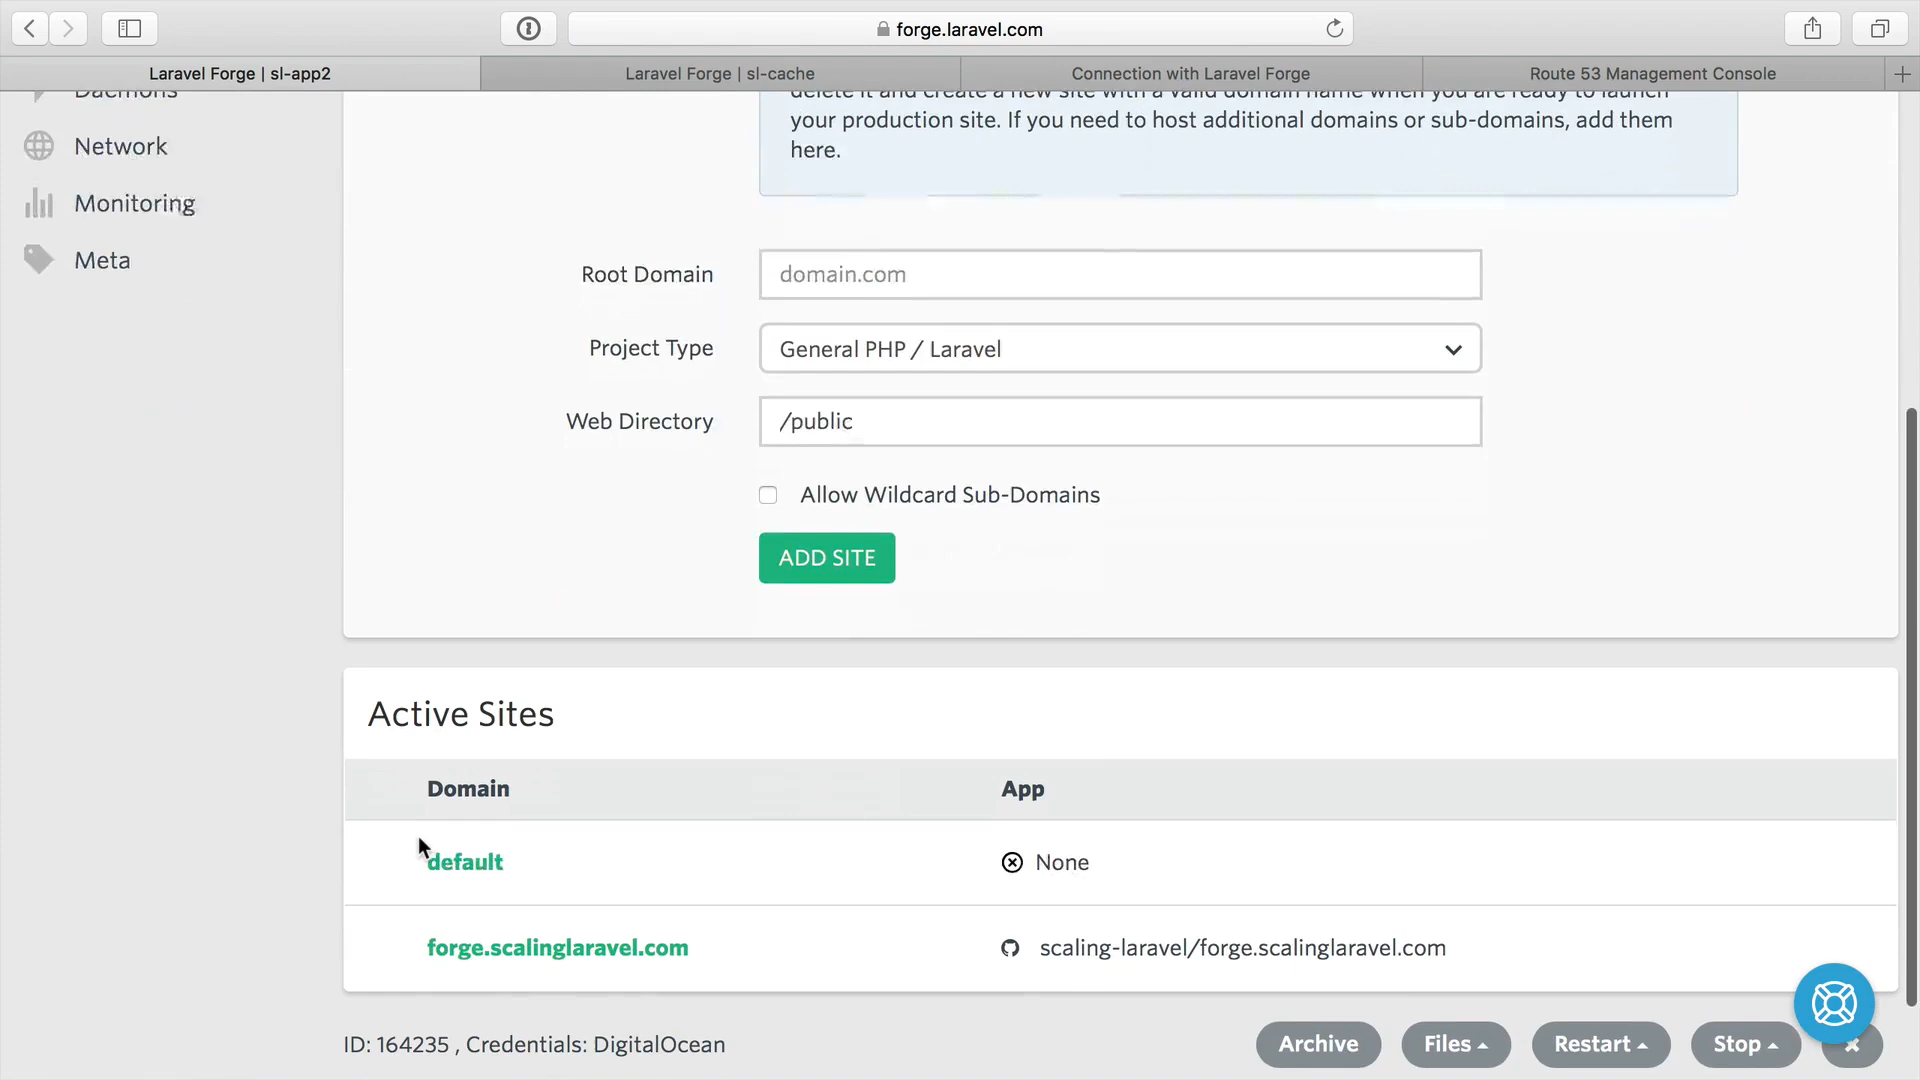 forge.laravel.com
Laravel Forge | sl-app2
Laravel Forge | sl-cache
Connection with Laravel Forge
Route 53 Management Console
Daemons
Network
Monitoring
Meta
delete it and create a new site with a valid domain name when you are ready to launch
your production site. If you need to host additional domains or sub-domains, add them
here.
Root Domain
domain.com
Project Type
General PHP / Laravel
Web Directory
/public
Allow Wildcard Sub-Domains
ADD SITE
Active Sites
Domain
App
default
None
forge.scalinglaravel.com
scaling-laravel/forge.scalinglaravel.com
ID: 164235 , Credentials: DigitalOcean
Archive
Files
Restart
Stop